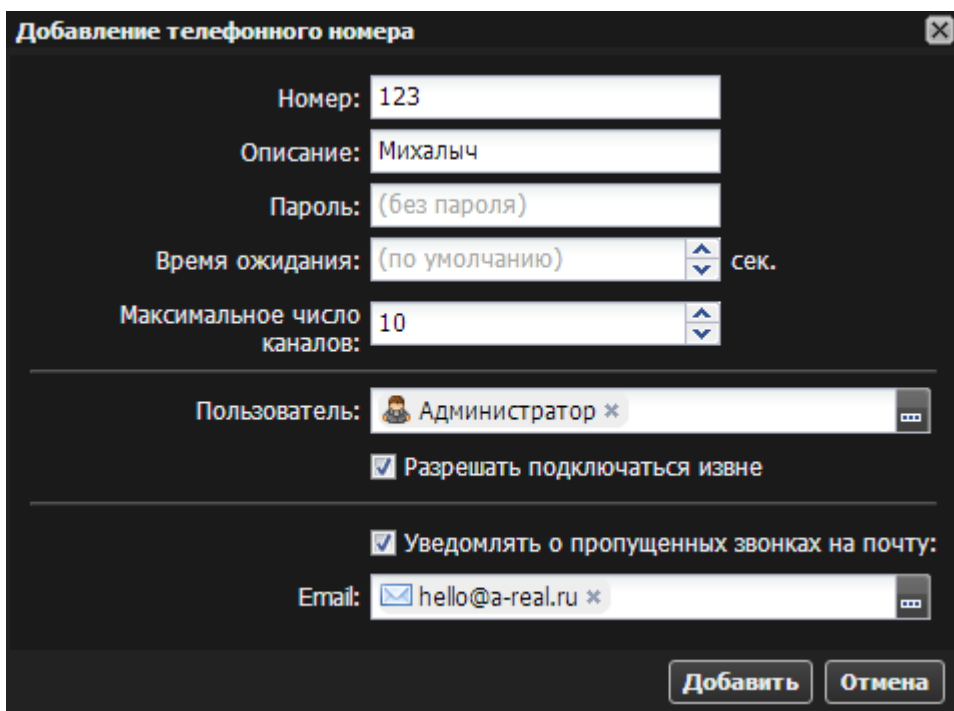 Добавление телефонного номера
Номер: 123
Описание: Михалыч
Пароль: (без пароля)
Время ожидания: (по умолчанию) сек.
Максимальное число
каналов: 10
Пользователь: Администратор
Разрешать подключаться извне
Уведомлять о пропущенных звонках на почту:
Email: hello@a-real.ru
Добавить Отмена